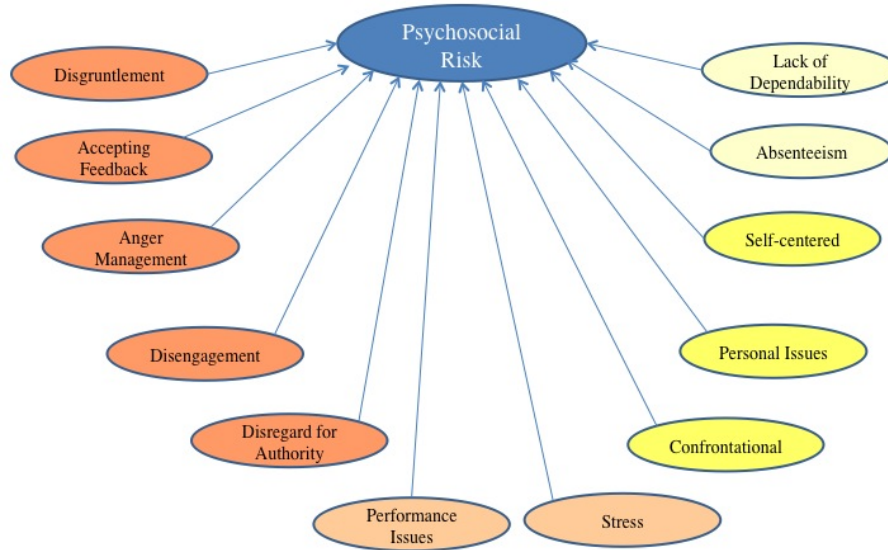 Psychosocial
Risk
Disgruntlement
Accepting
Feedback
Anger
Management
Disengagement
Disregard for
Authority
Performance
Issues
Stress
Confrontational
Personal Issues
Self-centered
Absenteeism
Lack of
Dependability